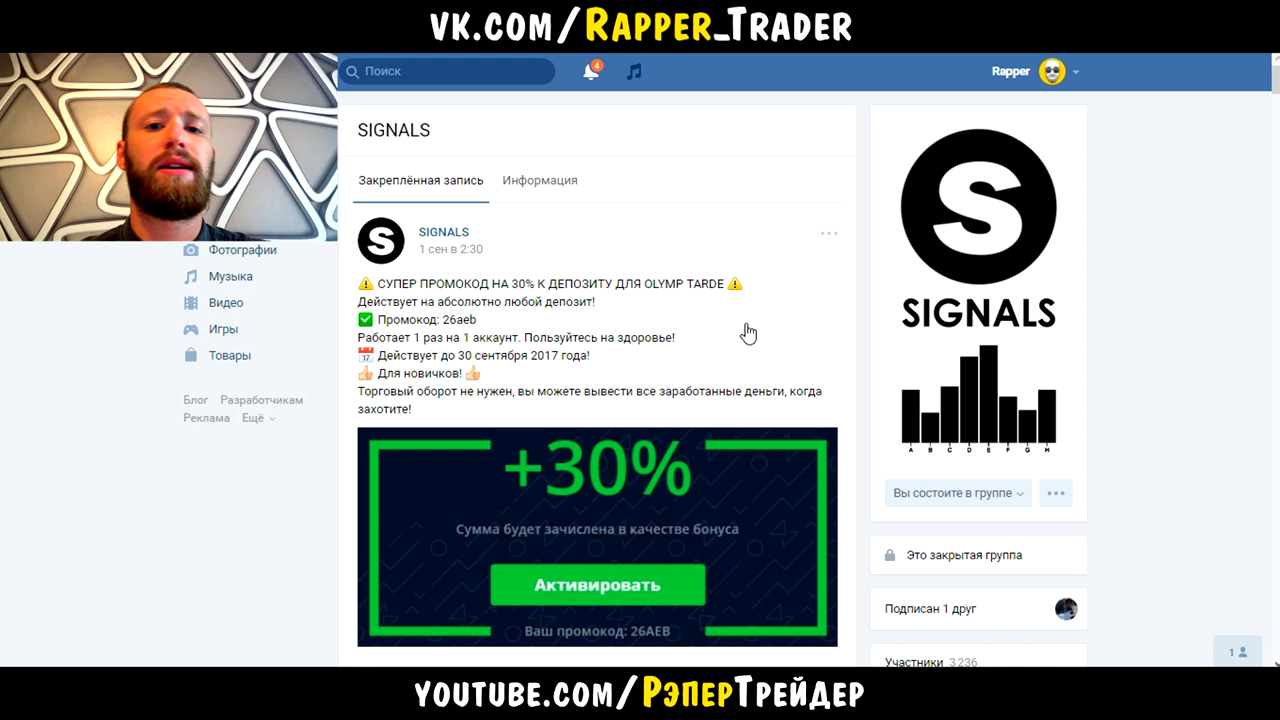 vk.com/Rapper_Trader
Поиск
4
Rapper
SIGNALS
Закреплённая запись
Информация
SIGNALS
1 сен в 2:30
⚠ СУПЕР ПРОМОКОД НА 30% К ДЕПОЗИТУ ДЛЯ OLYMP TARDE ⚠
Действует на абсолютно любой депозит!
✅ Промокод: 26aeb
Работает 1 раз на 1 аккаунт. Пользуйтесь на здоровье!
📅 Действует до 30 сентября 2017 года!
👍 Для новичков! 👍
Торговый оборот не нужен, вы можете вывести все заработанные деньги, когда
захотите!
+30%
Сумма будет зачислена в качестве бонуса
Активировать
Ваш промокод: 26AEB
Фотографии
Музыка
Видео
Игры
Товары
Блог Разработчикам
Реклама Ещё
S
SIGNALS
A B C D E F G H
Вы состоите в группе
Это закрытая группа
Подписан 1 друг
Участники 3 236
1
youtube.com/РэперТрейдер